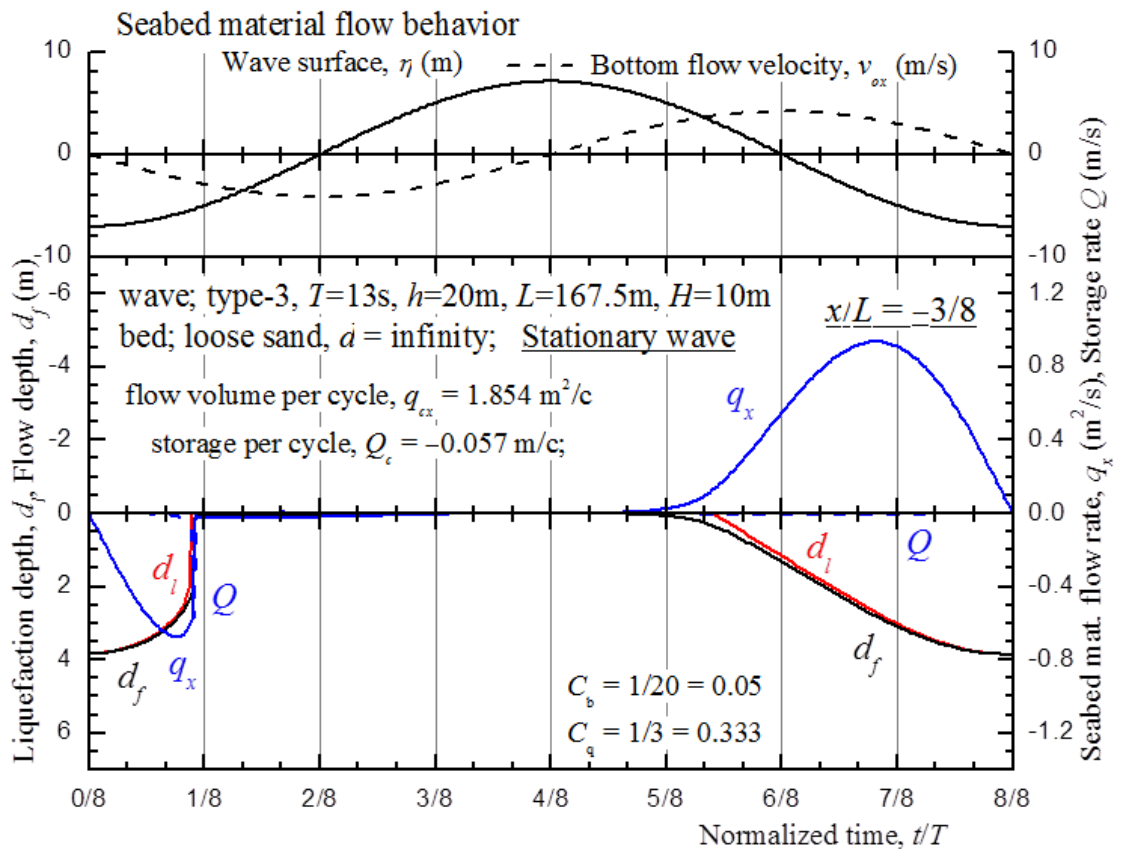 Seabed material flow behavior
Wave surface, η (m)
Bottom flow velocity, vox (m/s)
10
0
-10
10
0
-10
wave; type-3, T=13s, h=20m, L=167.5m, H=10m
x/L = –3/8
bed; loose sand, d = infinity; Stationary wave
flow volume per cycle, qcx = 1.854 m²/c
storage per cycle, Qc = –0.057 m/c;
qx
-6
-4
-2
0
2
4
6
1.2
0.8
0.4
0.0
-0.4
-0.8
-1.2
dl
Q
df
qx
dl
Q
df
Cb = 1/20 = 0.05
Cq = 1/3 = 0.333
0/8 1/8 2/8 3/8 4/8 5/8 6/8 7/8 8/8
Normalized time, t/T
Liquefaction depth, dl, Flow depth, df (m),
Seabed mat. flow rate, qx (m²/s), Storage rate Q (m/s)